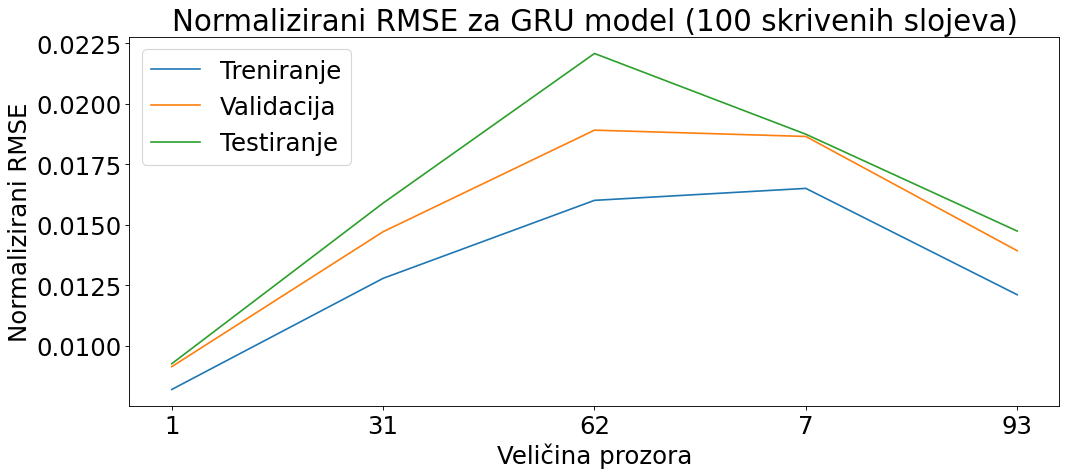 Normalizirani RMSE za GRU model (100 skrivenih slojeva)
Normalizirani RMSE
0.0225
0.0200
0.0175
0.0150
0.0125
0.0100
Treniranje
Validacija
Testiranje
1 31 62 7 93
Veličina prozora